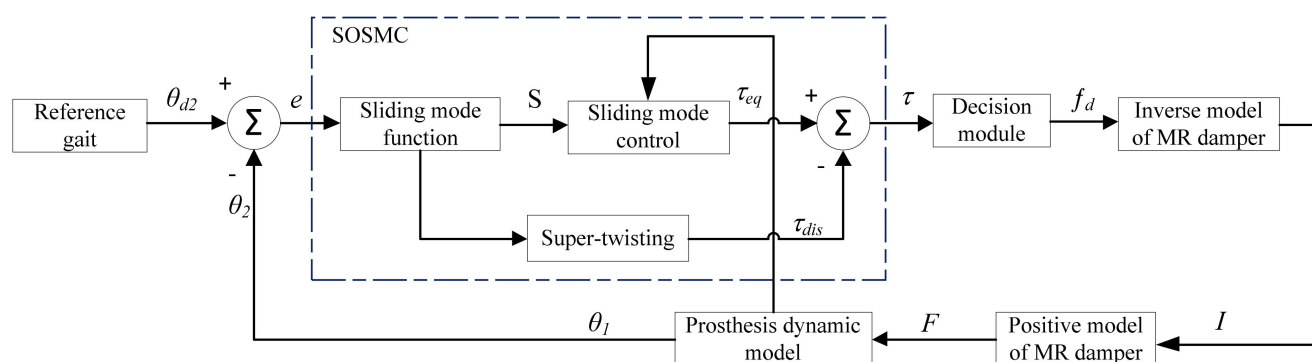 SOSMC
Reference
gait
θd2
+
Σ
-
e
Sliding mode
function
S
Sliding mode
control
τeq
+
Σ
-
τ
Decision
module
fd
Inverse model
of MR damper
θ2
Super-twisting
τdis
θ1
Prosthesis dynamic
model
F
Positive model
of MR damper
I